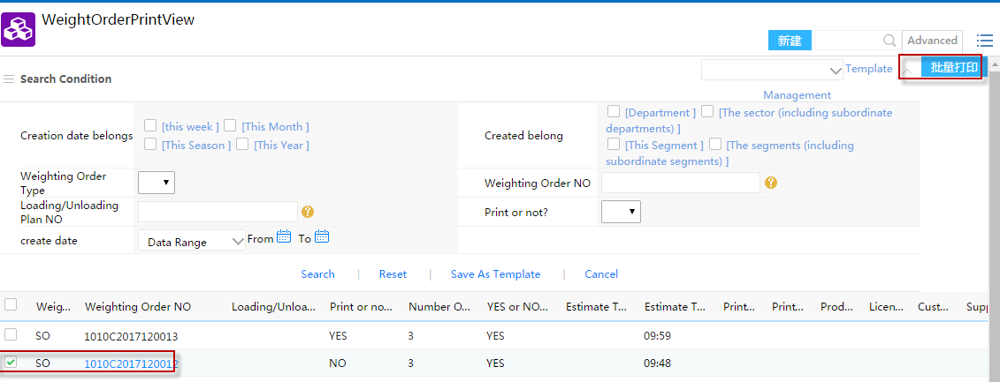 WeightOrderPrintView
新建
Advanced
Search Condition
Template
Management
批量打印
Creation date belongs
[this week ] [This Month ]
[This Season ] [This Year ]
Created belong
[Department ] [The sector (including subordinate
departments) ]
[This Segment ] [The segments (including
subordinate segments) ]
Weighting Order
Type
Weighting Order NO
?
Loading/Unloading
Plan NO
?
Print or not?
create date
Data Range From To
Search | Reset | Save As Template | Cancel
Weig... Weighting Order NO Loading/Unloa... Print or no... Number O... YES or NO... Estimate T... Estimate T... Print... Print... Prod... Licen... Cust... Supp
SO 1010C2017120013 YES 3 YES 09:59
SO 1010C2017120012 NO 3 YES 09:48